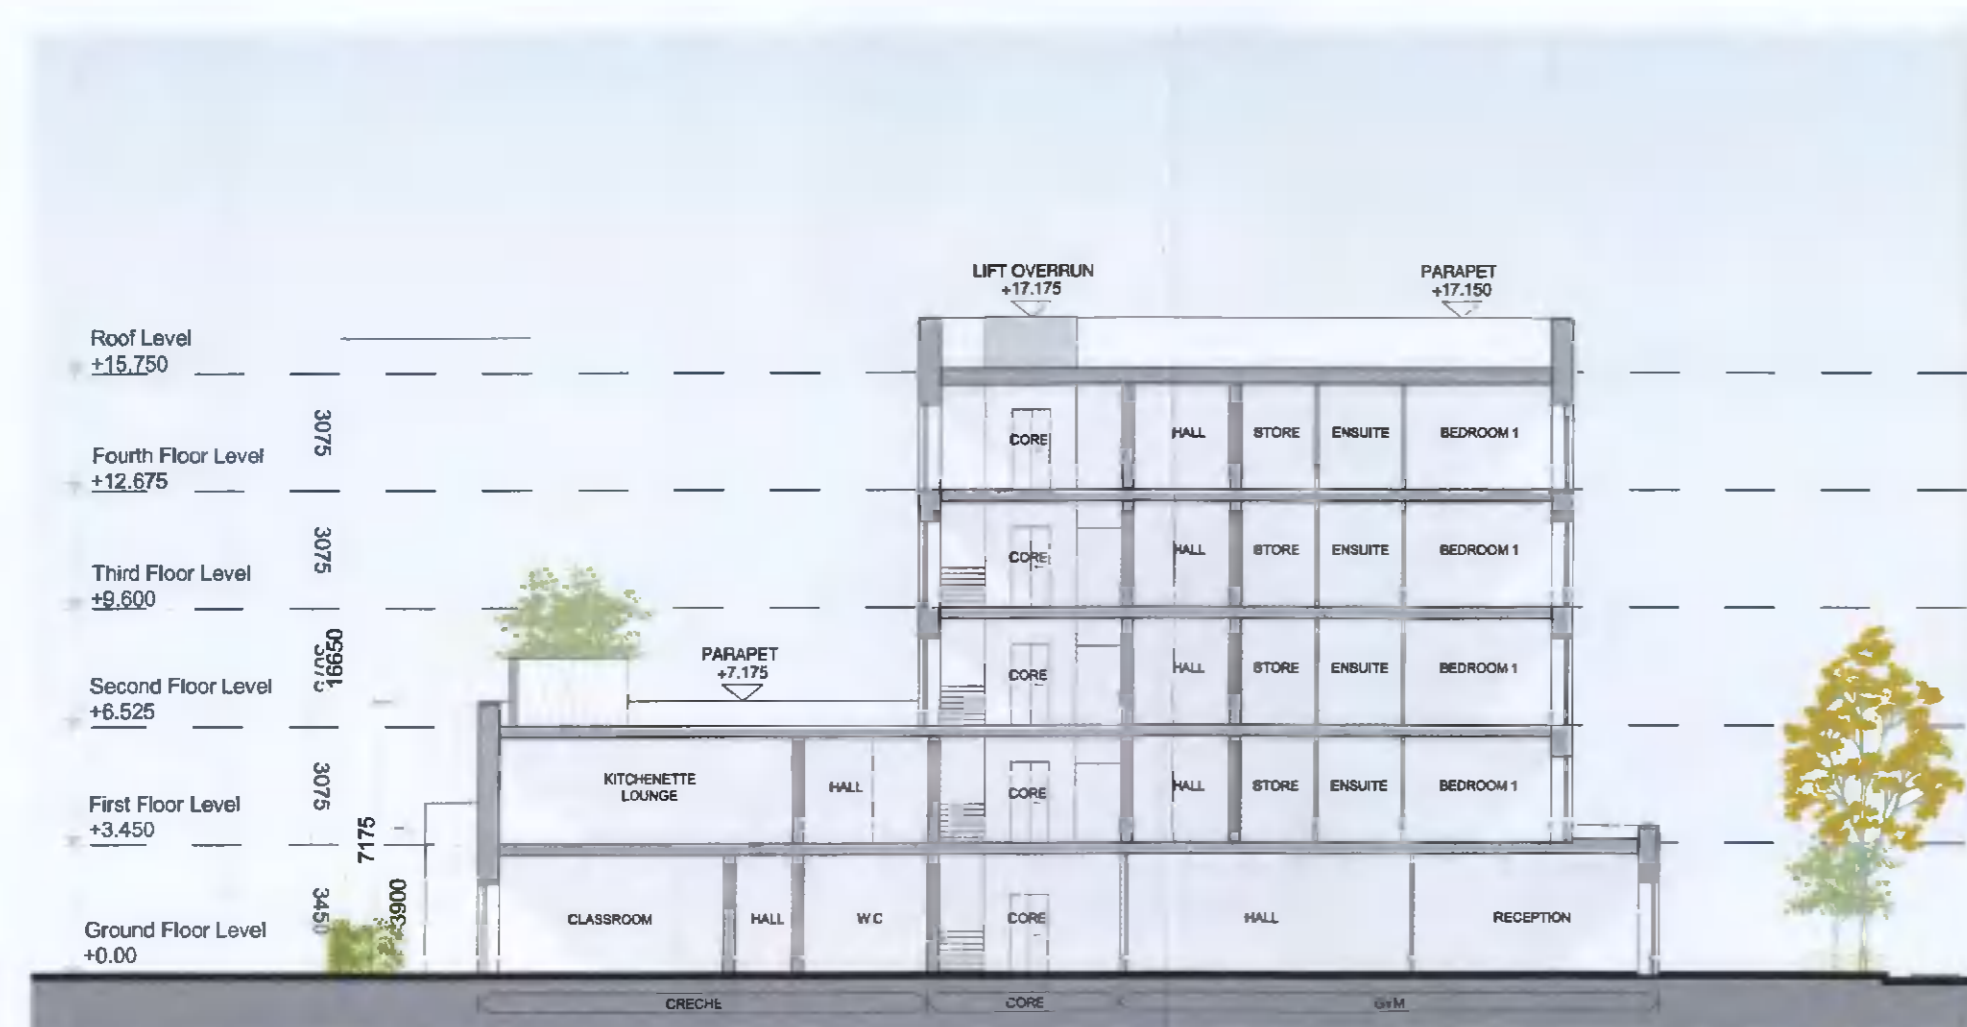 LIFT OVERRUN
+17.175
PARAPET
+17.150
Roof Level
+15.750
3075
Fourth Floor Level
+12.675
CORE
HALL
STORE
ENSUITE
BEDROOM 1
3075
Third Floor Level
+9.600
CORE
HALL
STORE
ENSUITE
BEDROOM 1
3075
16650
PARAPET
+7.175
Second Floor Level
+6.525
CORE
HALL
STORE
ENSUITE
BEDROOM 1
3075
First Floor Level
+3.450
KITCHENETTE
LOUNGE
HALL
CORE
HALL
STORE
ENSUITE
BEDROOM 1
7175
3900
3450
Ground Floor Level
+0.00
CLASSROOM
HALL
WC
CORE
HALL
RECEPTION
CRECHE
CORE
GYM